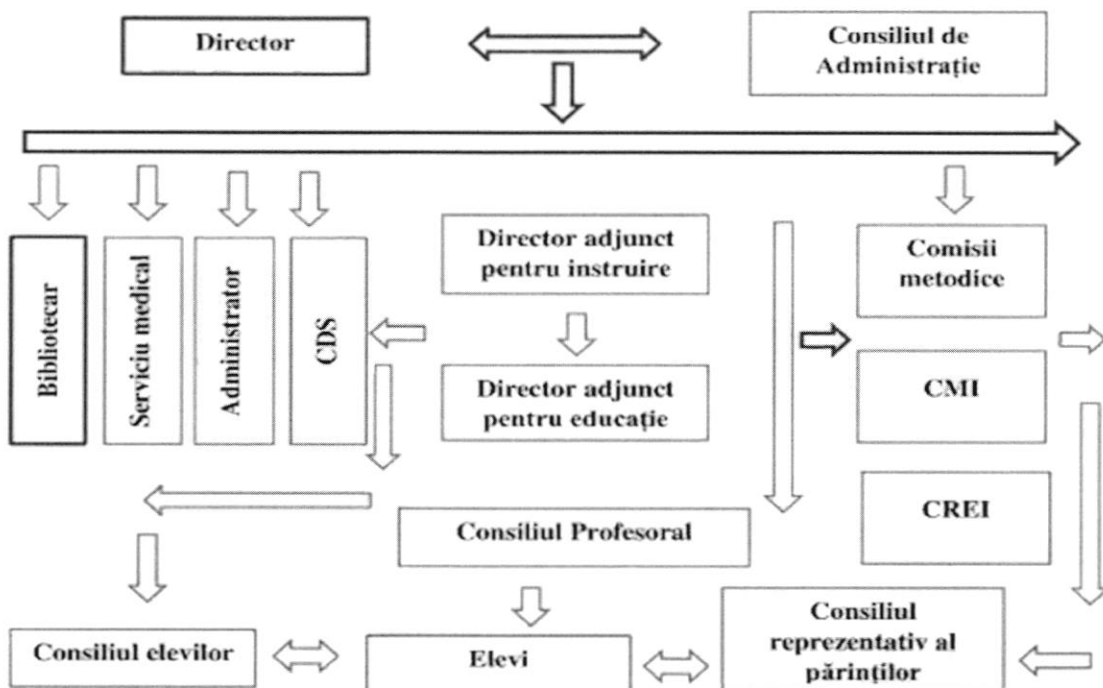 Director
Consiliul de
Administrație
Bibliotecar
Serviciu medical
Administrator
CDS
Director adjunct
pentru instruire
Comisii
metodice
Director adjunct
pentru educație
CMI
CREI
Consiliul Profesoral
Consiliul elevilor
Elevi
Consiliul
reprezentativ al
părinților